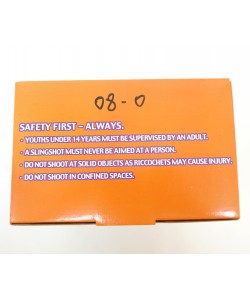 08-0
SAFETY FIRST – ALWAYS.
- YOUTHS UNDER 14 YEARS MUST BE SUPERVISED BY AN ADULT.
- A SLINGSHOT MUST NEVER BE AIMED AT A PERSON.
- DO NOT SHOOT AT SOLID OBJECTS AS RICCOCHETS MAY CAUSE INJURY.
- DO NOT SHOOT IN CONFINED SPACES.